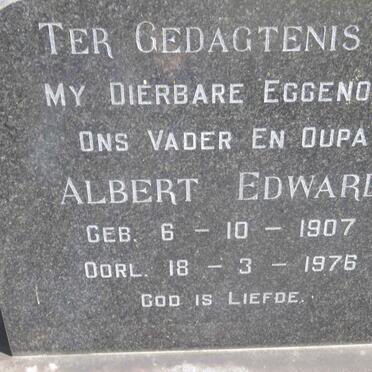 TER GEDAGTENIS
MY DIERBARE EGGENO
ONS VADER EN OUPA
ALBERT EDWARD
GEB. 6 - 10 - 1907
OORL. 18 - 3 - 1976
GOD IS LIEFDE.